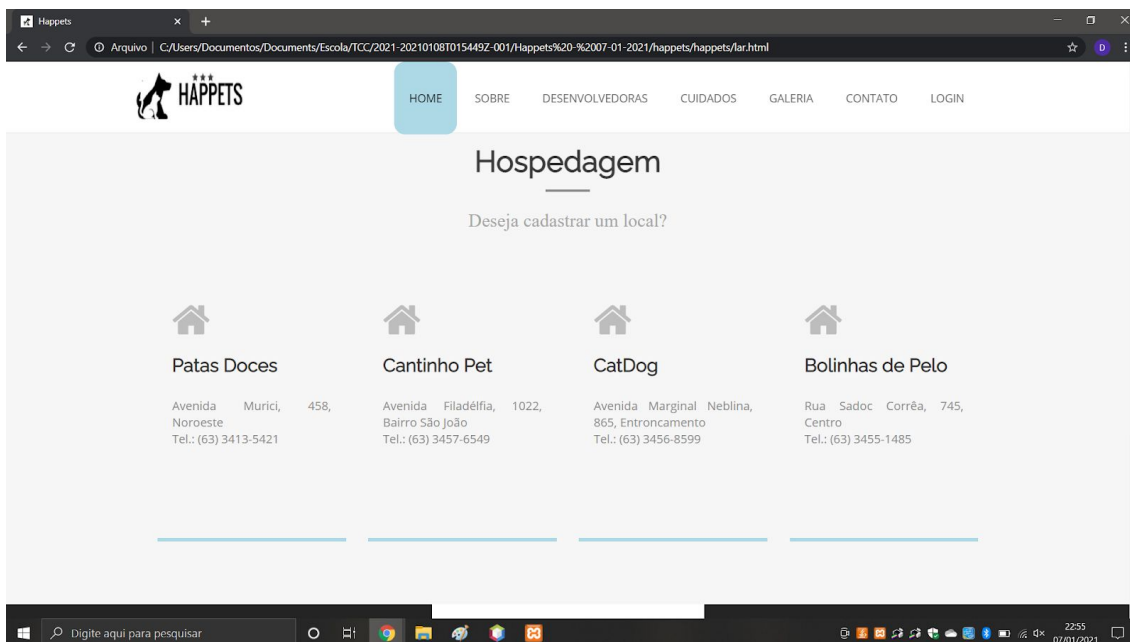 Happets
Arquivo | C:/Users/Documentos/Documents/Escola/TCC/2021-20210108T015449Z-001/Happets%20-%2007-01-2021/happets/happets/lar.html
D
HÄPPETS
HOME SOBRE DESENVOLVEDORAS CUIDADOS GALERIA CONTATO LOGIN
Hospedagem
Deseja cadastrar um local?
Patas Doces
Avenida Murici, 458,
Noroeste
Tel.: (63) 3413-5421
Cantinho Pet
Avenida Filadélfia, 1022,
Bairro São João
Tel.: (63) 3457-6549
CatDog
Avenida Marginal Neblina,
865, Entroncamento
Tel.: (63) 3456-8599
Bolinhas de Pelo
Rua Sadoc Corrêa, 745,
Centro
Tel.: (63) 3455-1485
Digite aqui para pesquisar
22:55
07/01/2021